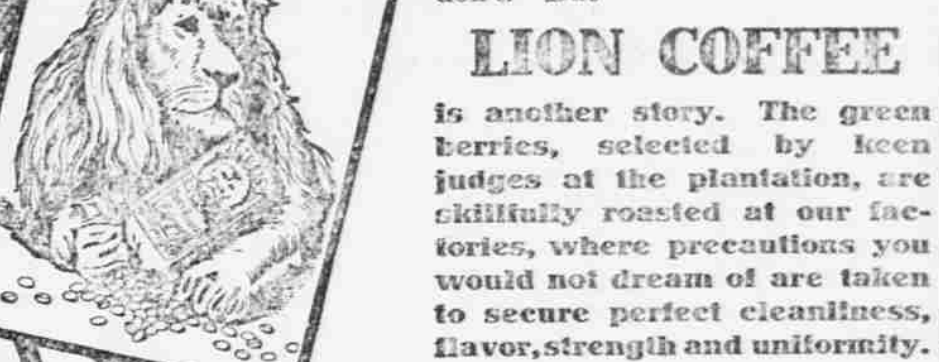 LION COFFEE
is another story. The green
berries, selected by keen
judges at the plantation, are
skillfully roasted at our fac-
tories, where precautions you
would not dream of are taken
to secure perfect cleanliness,
flavor, strength and uniformity.